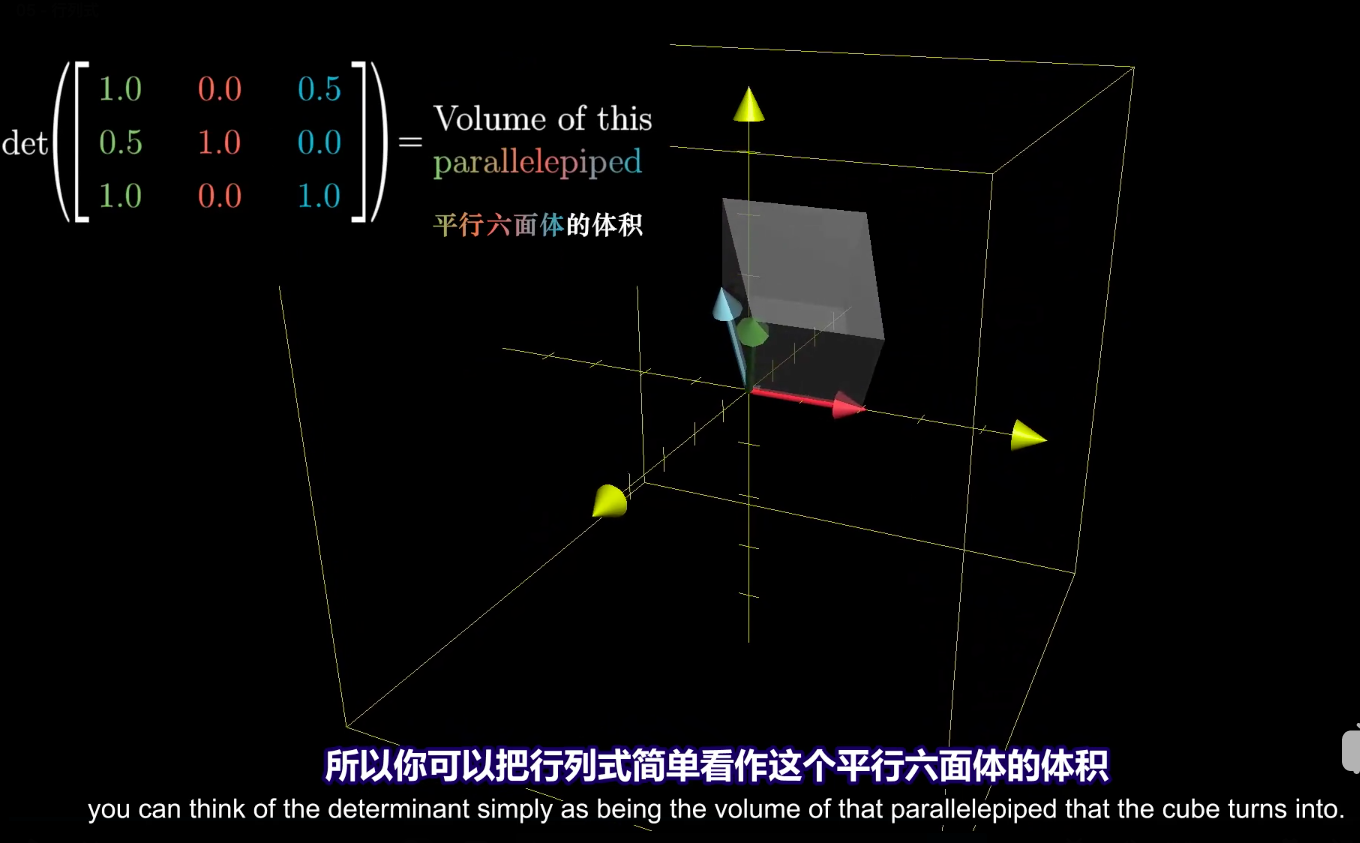 det([1.0 0.0 0.5
0.5 1.0 0.0
1.0 0.0 1.0]) =
Volume of this
parallelepiped
平行六面体的体积
所以你可以把行列式简单看作这个平行六面体的体积
you can think of the determinant simply as being the volume of that parallelepiped that the cube turns into.